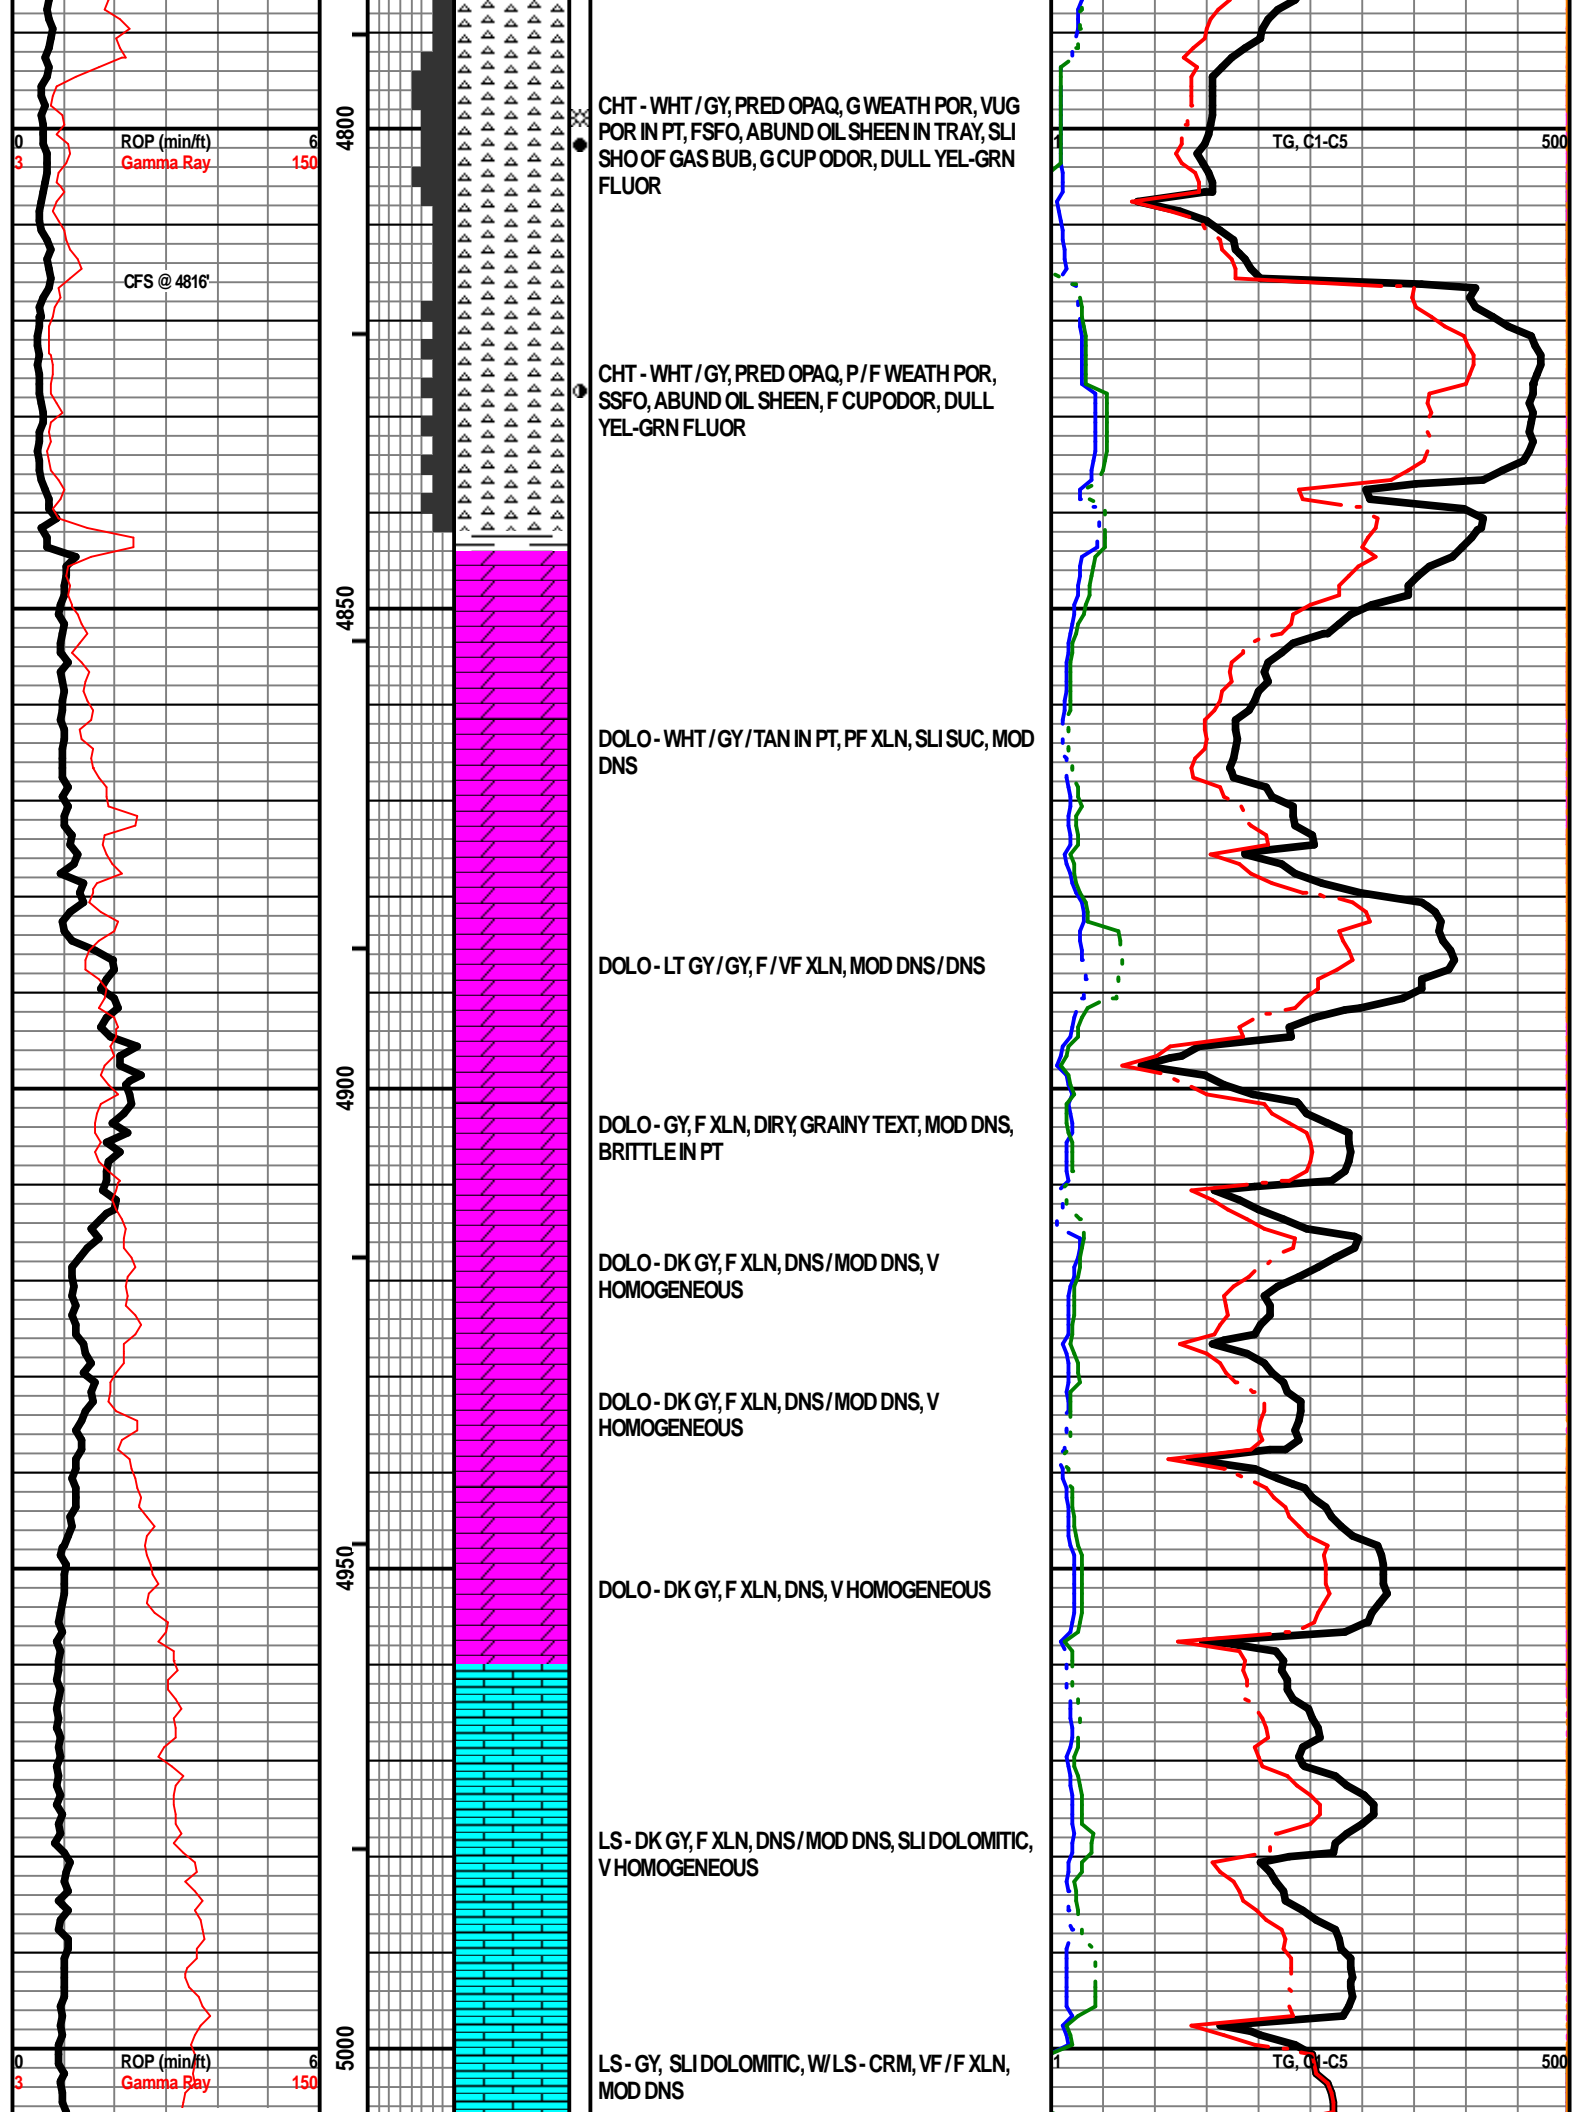 CHT - WHT / GY, PRED OPAQ, G WEATH POR, VUG
POR IN PT, FSFO, ABUND OIL SHEEN IN TRAY, SLI
SHO OF GAS BUB, G CUP ODOR, DULL YEL-GRN
FLUOR
4800
0 ROP (min/ft) 6
3 Gamma Ray 150
1 TG, C1-C5 500
CFS @ 4816'
CHT - WHT / GY, PRED OPAQ, P / F WEATH POR,
SSFO, ABUND OIL SHEEN, F CUPODOR, DULL
YEL-GRN FLUOR
4850
DOLO - WHT / GY / TAN IN PT, PF XLN, SLI SUC, MOD
DNS
DOLO - LT GY / GY, F / VF XLN, MOD DNS / DNS
4900
DOLO - GY, F XLN, DIRY, GRAINY TEXT, MOD DNS,
BRITTLE IN PT
DOLO - DK GY, F XLN, DNS / MOD DNS, V
HOMOGENEOUS
DOLO - DK GY, F XLN, DNS / MOD DNS, V
HOMOGENEOUS
4950
DOLO - DK GY, F XLN, DNS, V HOMOGENEOUS
LS - DK GY, F XLN, DNS / MOD DNS, SLI DOLOMITIC,
V HOMOGENEOUS
5000
0 ROP (min/ft) 6
3 Gamma Ray 150
LS - GY, SLI DOLOMITIC, W/ LS - CRM, VF / F XLN,
MOD DNS
1 TG, C1-C5 500